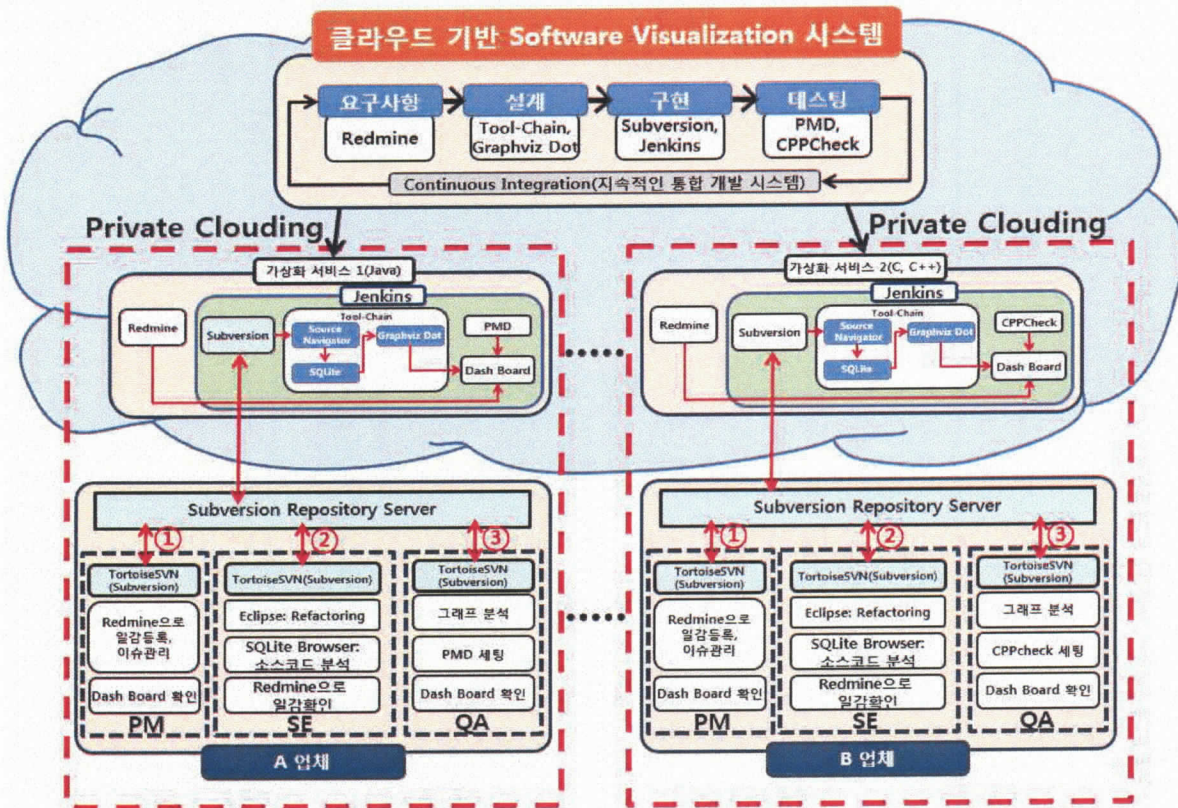 클라우드 기반 Software Visualization 시스템
요구사항
설계
구현
테스팅
Redmine
Tool-Chain,
Graphviz Dot
Subversion,
Jenkins
PMD,
CPPCheck
Continuous Integration(지속적인 통합 개발 시스템)
Private Clouding
Private Clouding
가상화 서비스 1(Java)
Jenkins
Redmine
Subversion
Tool-Chain
Source
Navigator
Graphviz Dot
SQLite
PMD
Dash Board
가상화 서비스 2(C, C++)
Jenkins
Redmine
Subversion
Tool-Chain
Source
Navigator
Graphviz Dot
SQLite
CPPCheck
Dash Board
Subversion Repository Server
①
②
③
TortoiseSVN
(Subversion)
Redmine으로
일감등록,
이슈관리
Dash Board 확인
PM
TortoiseSVN(Subversion)
Eclipse: Refactoring
SQLite Browser:
소스코드 분석
Redmine으로
일감확인
SE
TortoiseSVN
(Subversion)
그래프 분석
PMD 세팅
Dash Board 확인
QA
A 업체
Subversion Repository Server
①
②
③
TortoiseSVN
(Subversion)
Redmine으로
일감등록,
이슈관리
Dash Board 확인
PM
TortoiseSVN(Subversion)
Eclipse: Refactoring
SQLite Browser:
소스코드 분석
Redmine으로
일감확인
SE
TortoiseSVN
(Subversion)
그래프 분석
CPPcheck 세팅
Dash Board 확인
QA
B 업체